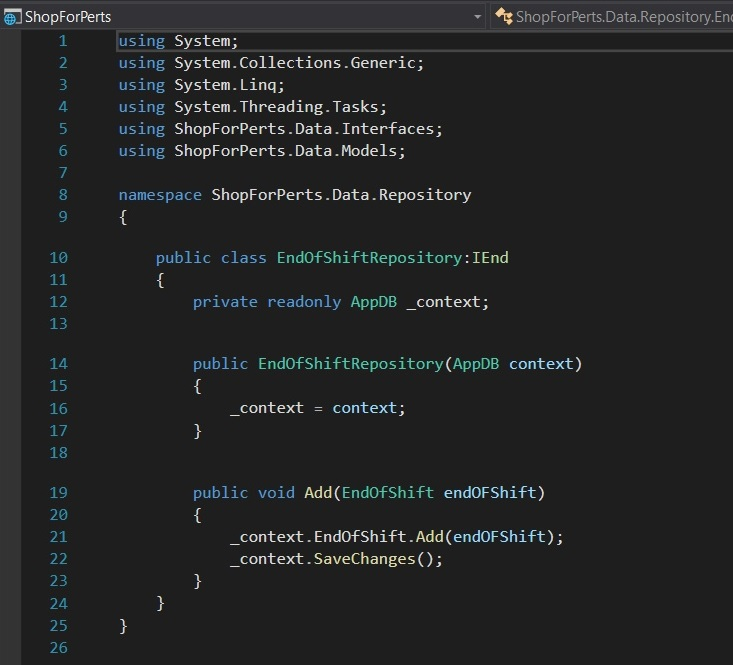 ShopForPerts ShopForPerts.Data.Repository.En
1 using System;
2 using System.Collections.Generic;
3 using System.Linq;
4 using System.Threading.Tasks;
5 using ShopForPerts.Data.Interfaces;
6 using ShopForPerts.Data.Models;
7
8 namespace ShopForPerts.Data.Repository
9 {
10 public class EndOfShiftRepository:IEnd
11 {
12 private readonly AppDB _context;
13
14 public EndOfShiftRepository(AppDB context)
15 {
16 _context = context;
17 }
18
19 public void Add(EndOfShift endOFShift)
20 {
21 _context.EndOfShift.Add(endOFShift);
22 _context.SaveChanges();
23 }
24 }
25 }
26